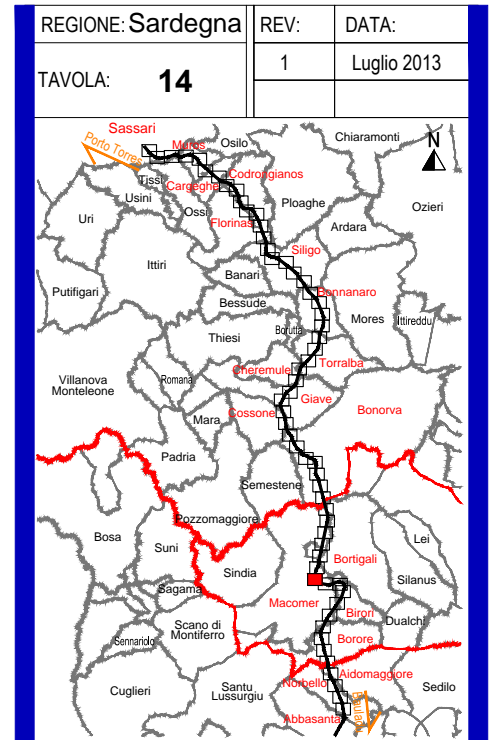 REGIONE: Sardegna
REV:
DATA:
TAVOLA: 14
1
Luglio 2013
Sassari
Porto Torres
Muros
Osilo
Chiaramonti
N
Tissi
Cargeghe
Codrongianos
Usini
Ossi
Ploaghe
Ozieri
Uri
Florinas
Ardara
Siligo
Ittiri
Banari
Putifigari
Bonnanaro
Bessude
Mores
Ittireddu
Thiesi
Borutta
Torralba
Cheremule
Villanova
Monteleone
Romana
Giave
Cossone
Bonorva
Mara
Padria
Semestene
Pozzomaggiore
Bosa
Suni
Lei
Bortigali
Sindia
Silanus
Sagama
Macomer
Birori
Dualchi
Scano di
Montiferro
Sennariolo
Borore
Aidomaggiore
Norbello
Cuglieri
Santu
Lussurgiu
Sedilo
Abbasanta